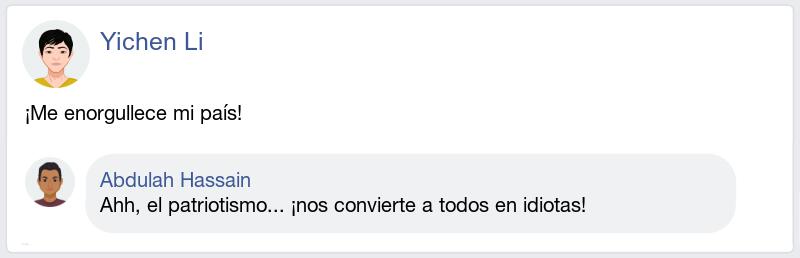 Yichen Li
¡Me enorgullece mi país!
Abdulah Hassain
Ahh, el patriotismo... ¡nos convierte a todos en idiotas!